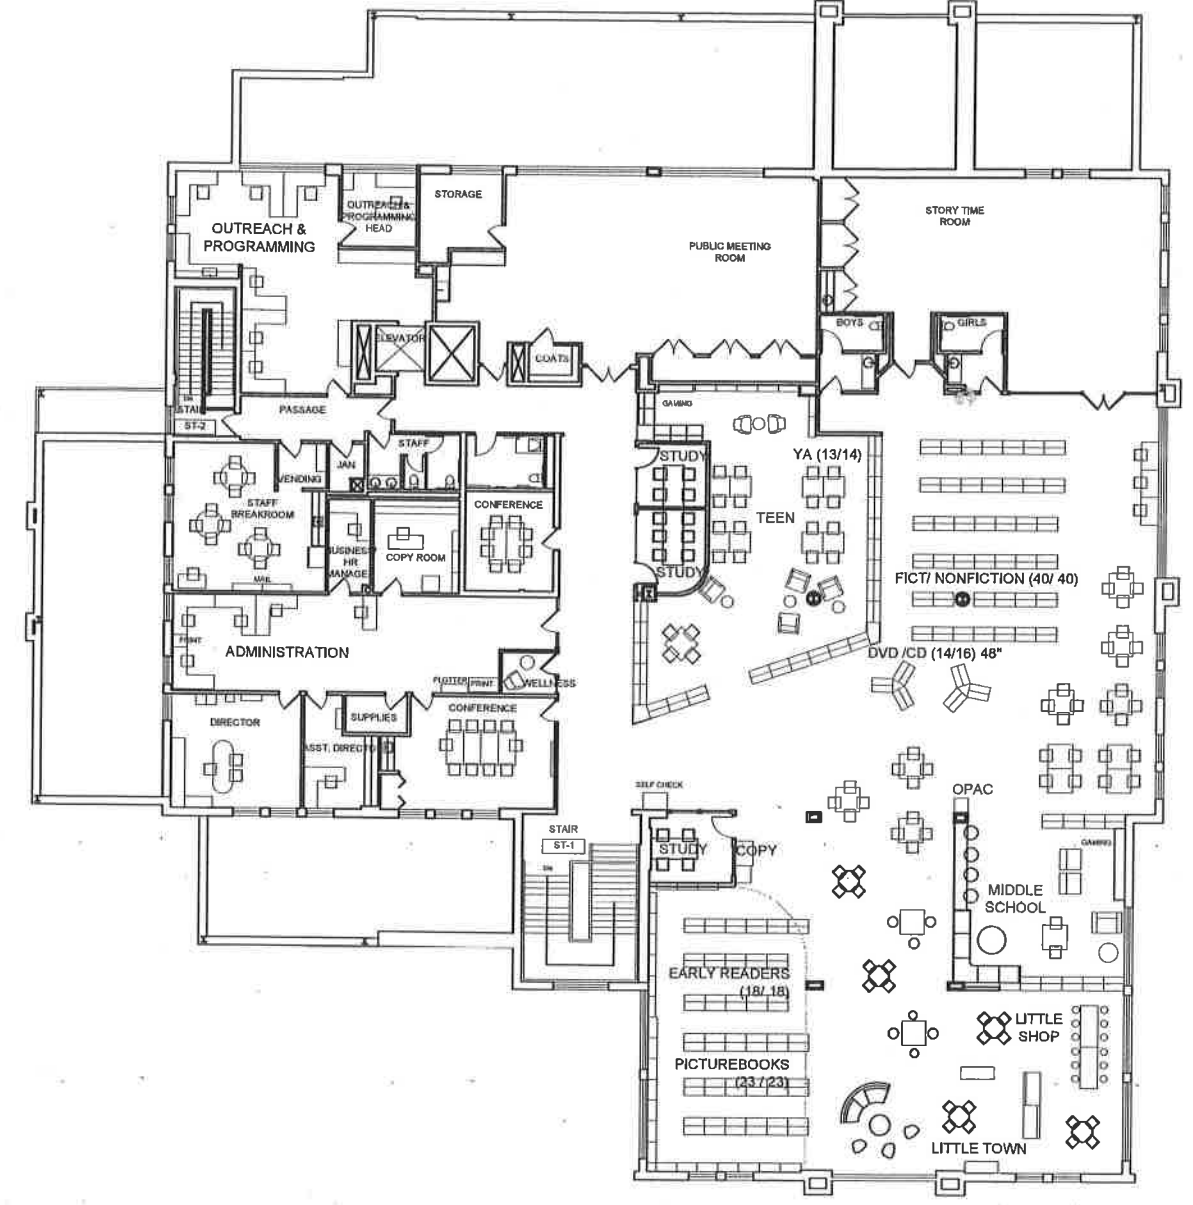 STORAGE
OUTREACH &
PROGRAMMING
HEAD
OUTREACH &
PROGRAMMING
PUBLIC MEETING
ROOM
STORY TIME
ROOM
BOYS
GIRLS
ELEVATOR
COATS
DN
STAIR
ST-2
PASSAGE
GAMING
STAFF
JAN
VENDING
STUDY
YA (13/14)
STAFF
BREAKROOM
CONFERENCE
TEEN
BUSINESS/
HR
MANAGE
COPY ROOM
STUDY
MAIL
FICT/ NONFICTION (40/ 40)
PRINT
ADMINISTRATION
DVD /CD (14/16) 48"
PLOTTER
PRINT
WELLNESS
DIRECTOR
SUPPLIES
CONFERENCE
ASST. DIRECTO
SELF CHECK
OPAC
STAIR
ST-1
STUDY
COPY
GAMING
DN
MIDDLE
SCHOOL
EARLY READERS
(18/ 18)
LITTLE
SHOP
PICTUREBOOKS
(23 / 23)
LITTLE TOWN